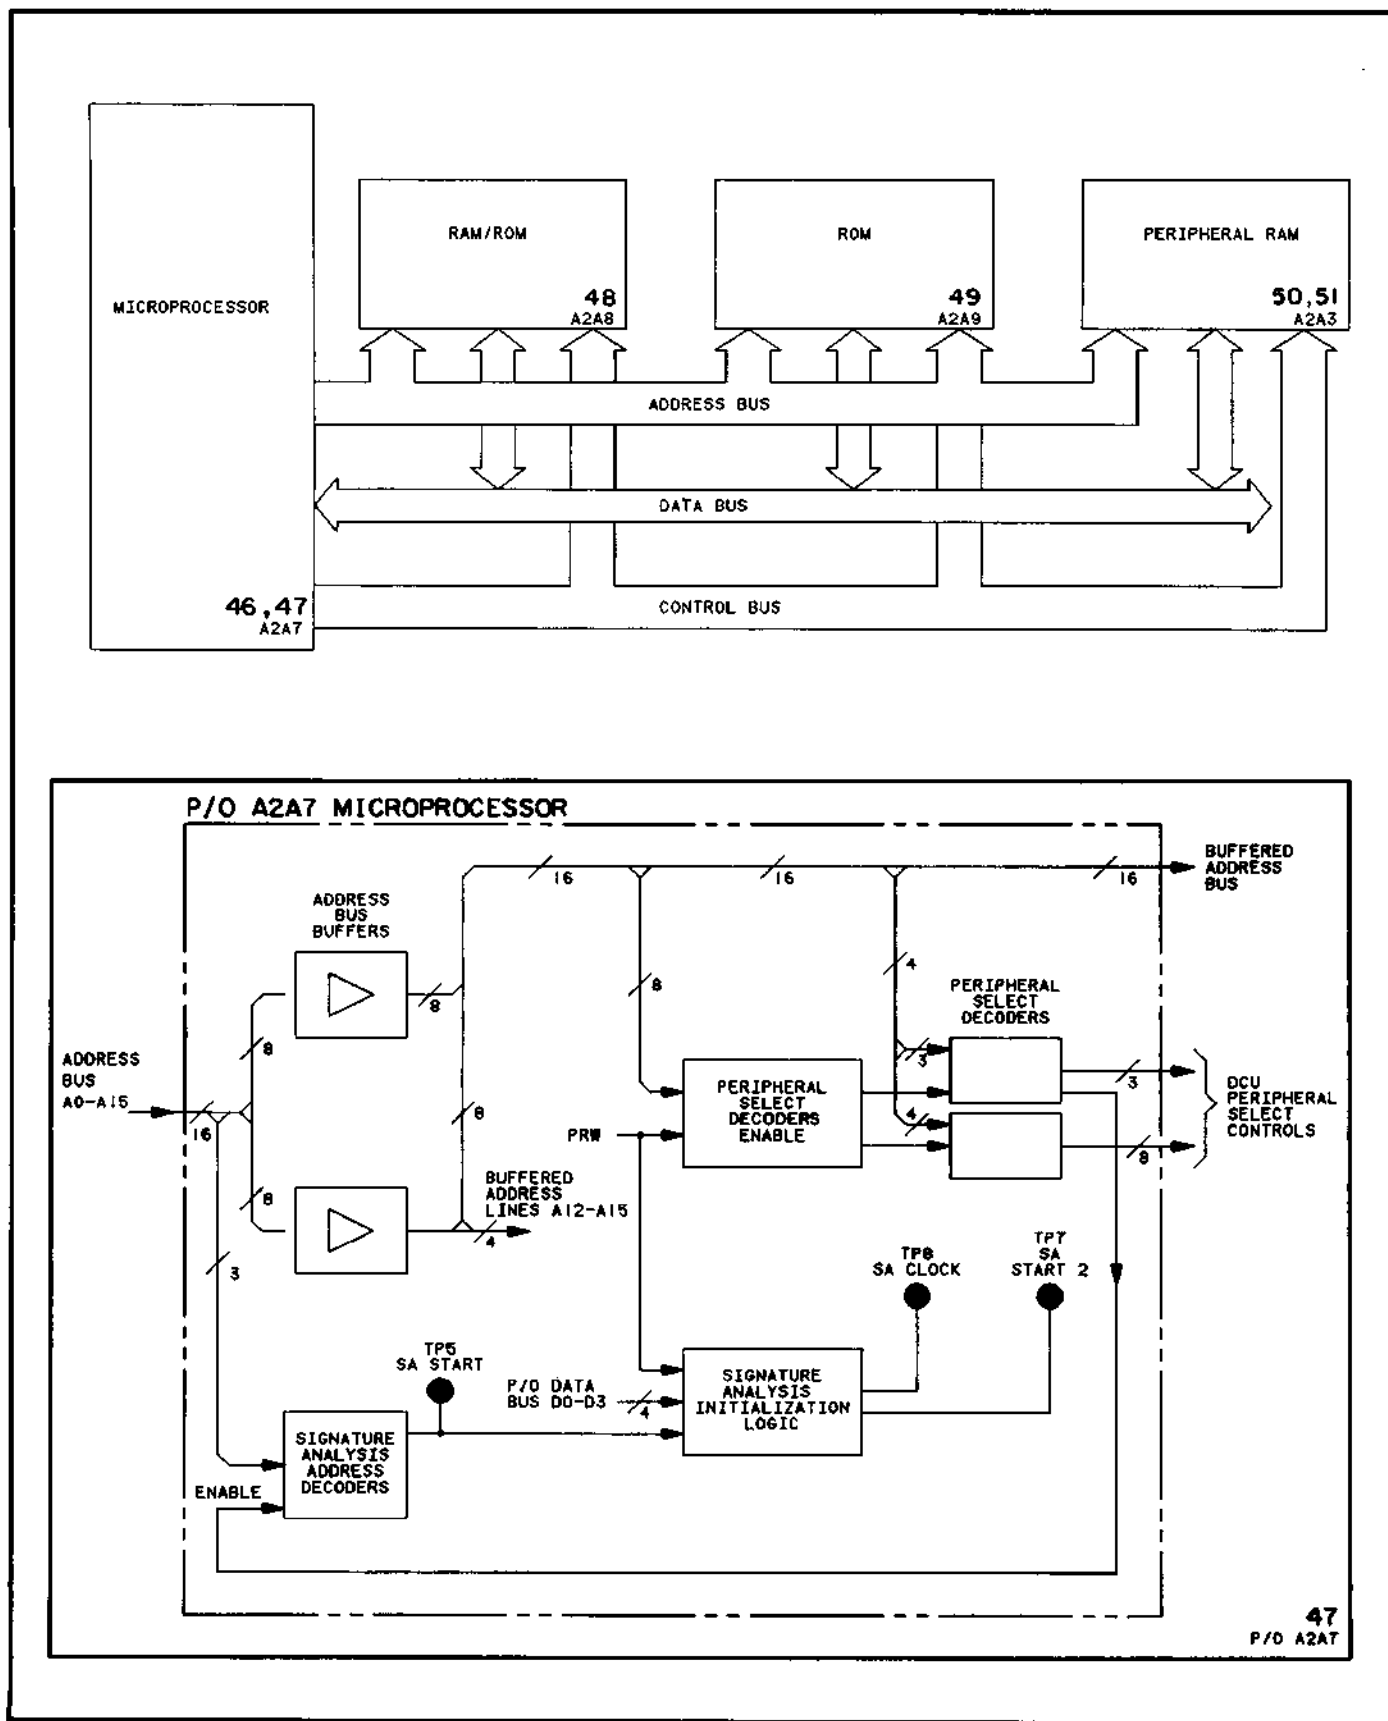 MICROPROCESSOR
46,47
A2A7
RAM/ROM
48
A2A8
ROM
49
A2A9
PERIPHERAL RAM
50,51
A2A3
ADDRESS BUS
DATA BUS
CONTROL BUS
P/O A2A7 MICROPROCESSOR
16
16
16
BUFFERED
ADDRESS
BUS
ADDRESS
BUS
BUFFERS
8
8
4
PERIPHERAL
SELECT
DECODERS
8
3
3
ADDRESS
BUS
A0-A15
16
8
PERIPHERAL
SELECT
DECODERS
ENABLE
4
8
DCU
PERIPHERAL
SELECT
CONTROLS
PRW
8
BUFFERED
ADDRESS
LINES A12-A15
4
3
TP8
SA CLOCK
TP7
SA
START 2
TP5
SA START
P/O DATA
BUS D0-D3
4
SIGNATURE
ANALYSIS
INITIALIZATION
LOGIC
SIGNATURE
ANALYSIS
ADDRESS
DECODERS
ENABLE
47
P/O A2A7